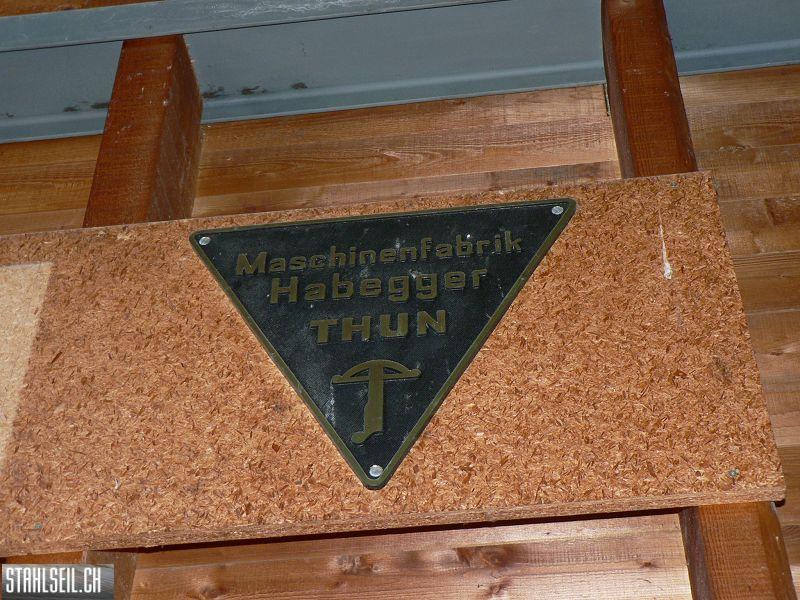 Maschinenfabrik
Habegger
THUN
STAHLSEIL.CH